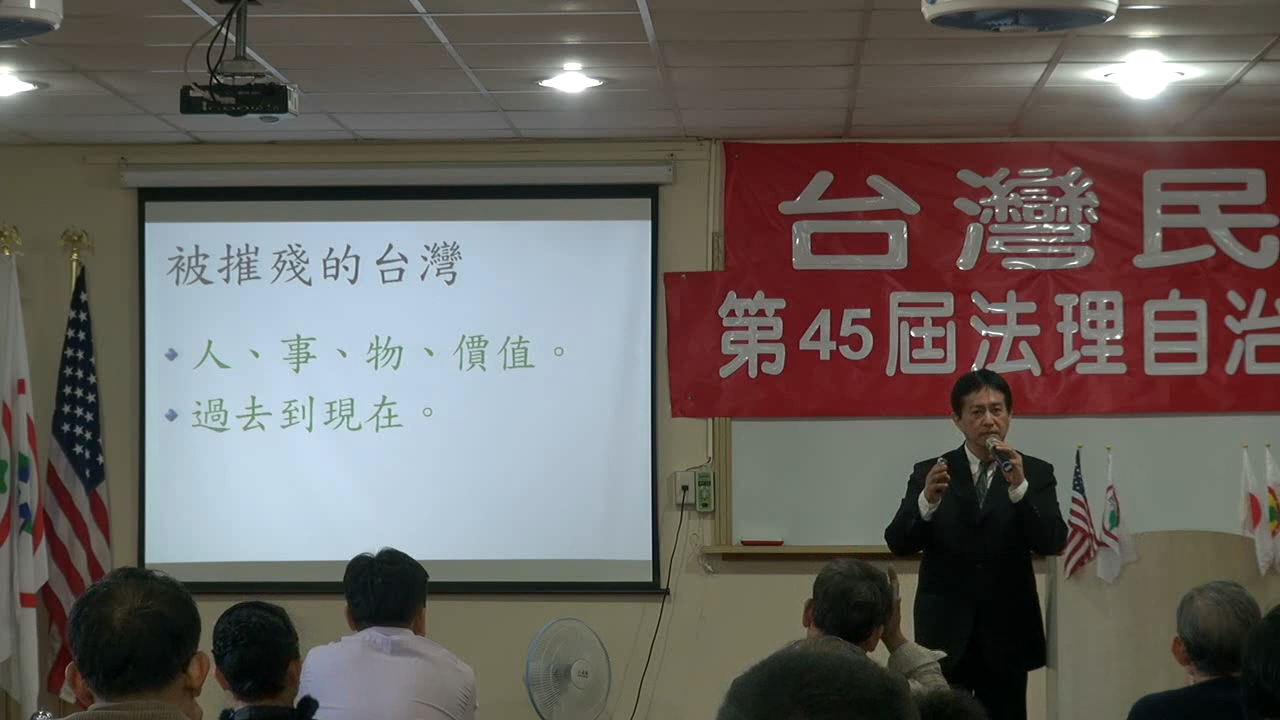 被摧殘的台灣
人、事、物、價值。
過去到現在。
台灣民
第45屆法理自治